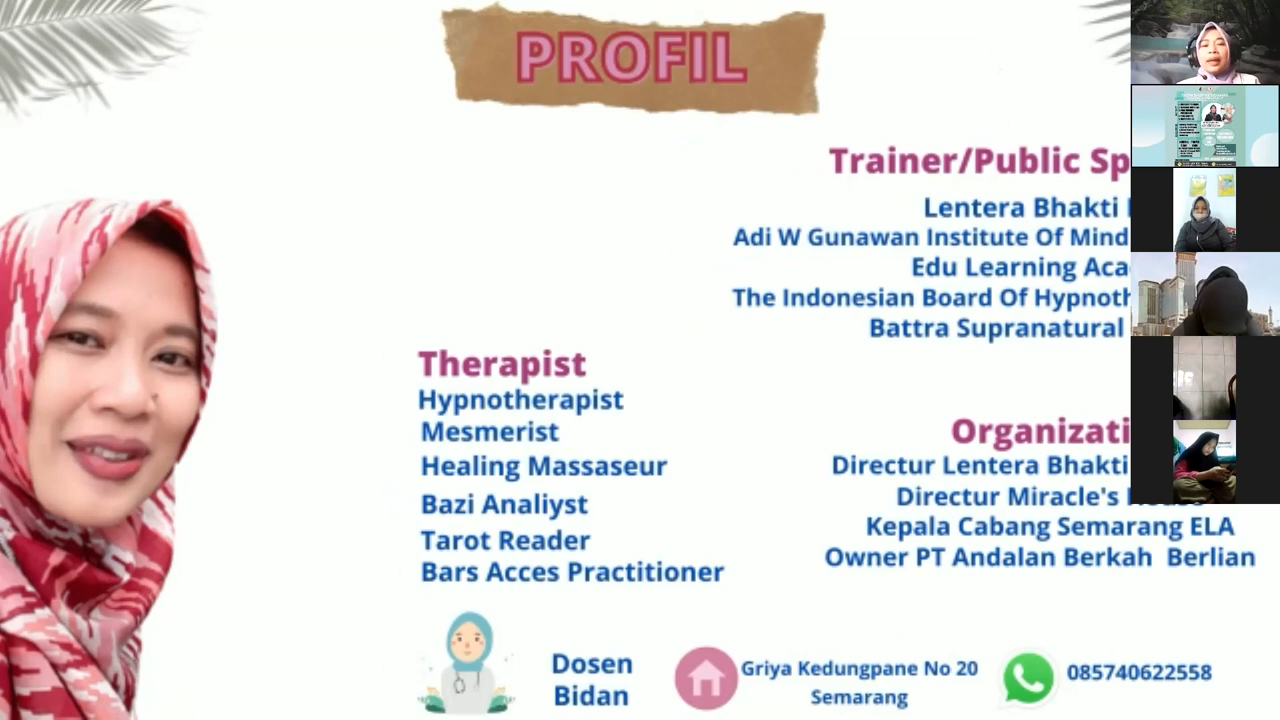 PROFIL
Trainer/Public Sp
Lentera Bhakti
Adi W Gunawan Institute Of Mind
Edu Learning Aca
The Indonesian Board Of Hypnoth
Battra Supranatural
Therapist
Hypnotherapist
Mesmerist
Healing Massaseur
Bazi Analiyst
Tarot Reader
Bars Acces Practitioner
Organizati
Directur Lentera Bhakti
Directur Miracle's
Kepala Cabang Semarang ELA
Owner PT Andalan Berkah Berlian
Dosen
Bidan
Griya Kedungpane No 20
Semarang
085740622558